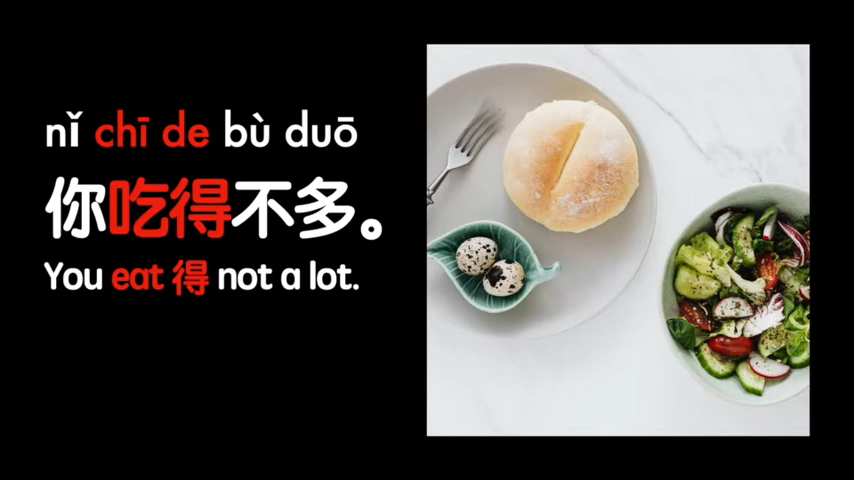 nǐ chī de bù duō
你吃得不多。
You eat 得 not a lot.